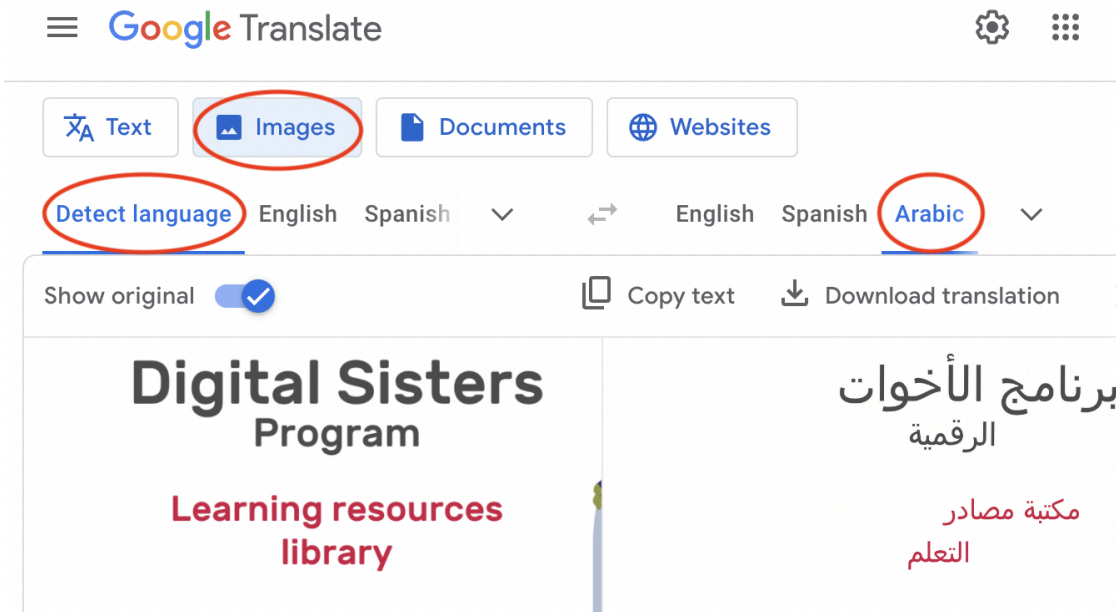 Google Translate
Text Images Documents Websites
Detect language English Spanish English Spanish Arabic
Show original Copy text Download translation
Digital Sisters
Program
Learning resources
library
برنامج الأخوات
الرقمية
مكتبة مصادر
التعلم